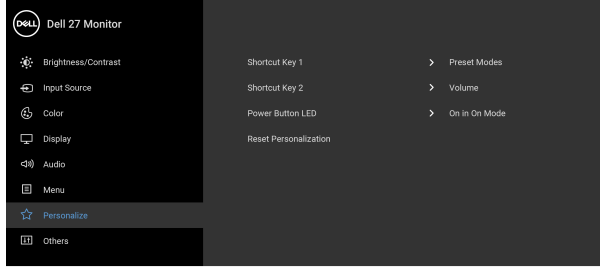 DELL Dell 27 Monitor
Brightness/Contrast
Input Source
Color
Display
Audio
Menu
Personalize
Others
Shortcut Key 1 > Preset Modes
Shortcut Key 2 > Volume
Power Button LED > On in On Mode
Reset Personalization